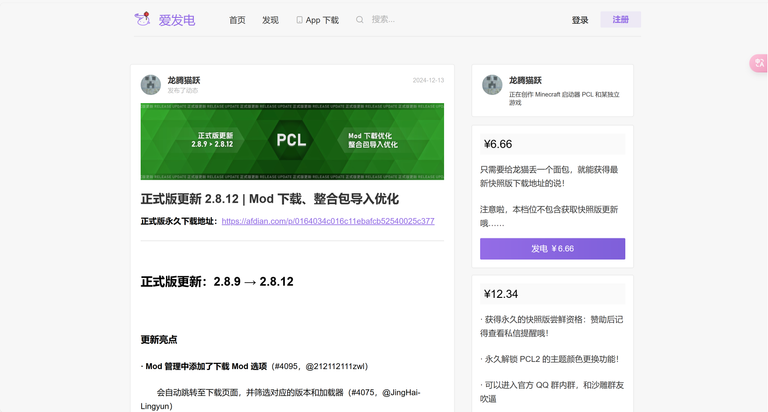 爱发电
首页
发现
App 下载
搜索...
登录
注册
龙腾猫跃
发布了动态
2024-12-13
正式版更新
2.8.9 > 2.8.12
PCL
Mod 下载优化
整合包导入优化
正式版更新 2.8.12 | Mod 下载、整合包导入优化
正式版永久下载地址：https://afdian.com/p/0164034c016c11ebafcb52540025c377
正式版更新：2.8.9 → 2.8.12
更新亮点
· Mod 管理中添加了下载 Mod 选项（#4095，@212112111zwl）
会自动跳转至下载页面，并筛选对应的版本和加载器（#4075，@JingHai-
Lingyun）
龙腾猫跃
正在创作 Minecraft 启动器 PCL 和某独立
游戏
¥6.66
只需要给龙猫丢一个面包，就能获得最
新快照版下载地址的说！
注意啦，本档位不包含获取快照版更新
哦……
发电 ￥6.66
¥12.34
· 获得永久的快照版尝鲜资格：赞助后记
得查看私信提醒哦！
· 永久解锁 PCL2 的主题颜色更换功能！
· 可以进入官方 QQ 群内群，和沙雕群友
吹逼